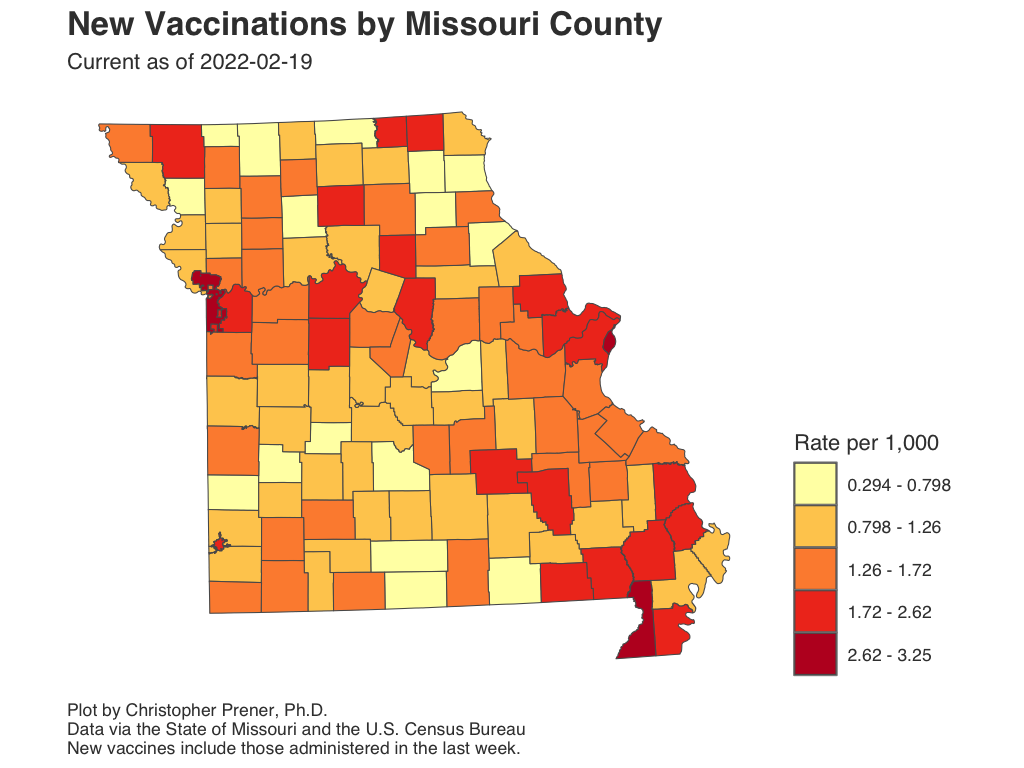 New Vaccinations by Missouri County
Current as of 2022-02-19
Rate per 1,000
0.294 - 0.798
0.798 - 1.26
1.26 - 1.72
1.72 - 2.62
2.62 - 3.25
Plot by Christopher Prener, Ph.D.
Data via the State of Missouri and the U.S. Census Bureau
New vaccines include those administered in the last week.